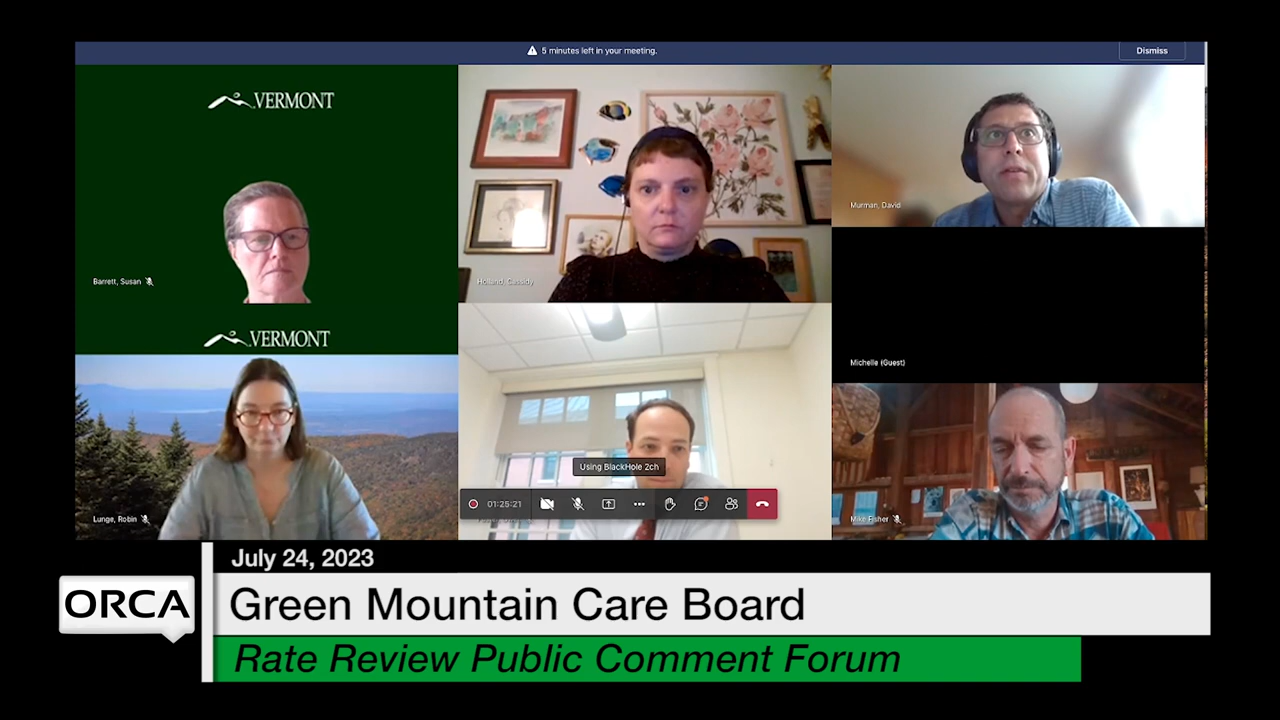 5 minutes left in your meeting.
Dismiss
VERMONT
Barrett, Susan
Holland, Cassidy
Murman, David
Michelle (Guest)
VERMONT
Lunge, Robin
Using BlackHole 2ch
01:25:21
Mike Fisher
July 24, 2023
ORCA
Green Mountain Care Board
Rate Review Public Comment Forum